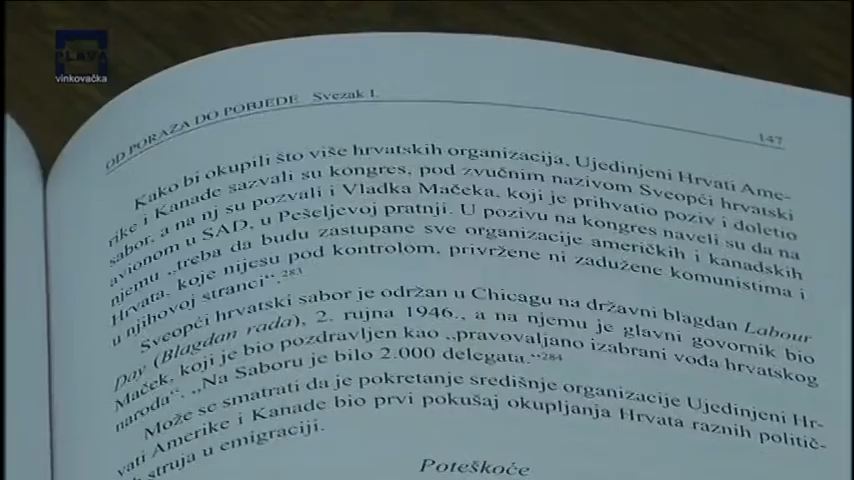 PLAVA
vinkovačka
OD PORAZA DO POBJEDE Svezak I.
147
Kako bi okupili što više hrvatskih organizacija, Ujedinjeni Hrvati Ame-
rike i Kanade sazvali su kongres, pod zvučnim nazivom Sveopći hrvatski
sabor, a na nj su pozvali i Vladka Mačeka, koji je prihvatio poziv i doletio
avionom u SAD, u Pešeljevoj pratnji. U pozivu na kongres naveli su da na
njemu „treba da budu zastupane sve organizacije američkih i kanadskih
Hrvata, koje nijesu pod kontrolom, privržene ni zadužene komunistima i
u njihovoj stranci“.283
Sveopći hrvatski sabor je održan u Chicagu na državni blagdan Labour
Day (Blagdan rada), 2. rujna 1946., a na njemu je glavni govornik bio
Maček, koji je bio pozdravljen kao „pravovaljano izabrani vođa hrvatskog
naroda“. „Na Saboru je bilo 2.000 delegata.“284
Može se smatrati da je pokretanje središnje organizacije Ujedinjeni Hr-
vati Amerike i Kanade bio prvi pokušaj okupljanja Hrvata raznih politič-
struja u emigraciji.
Poteškoće